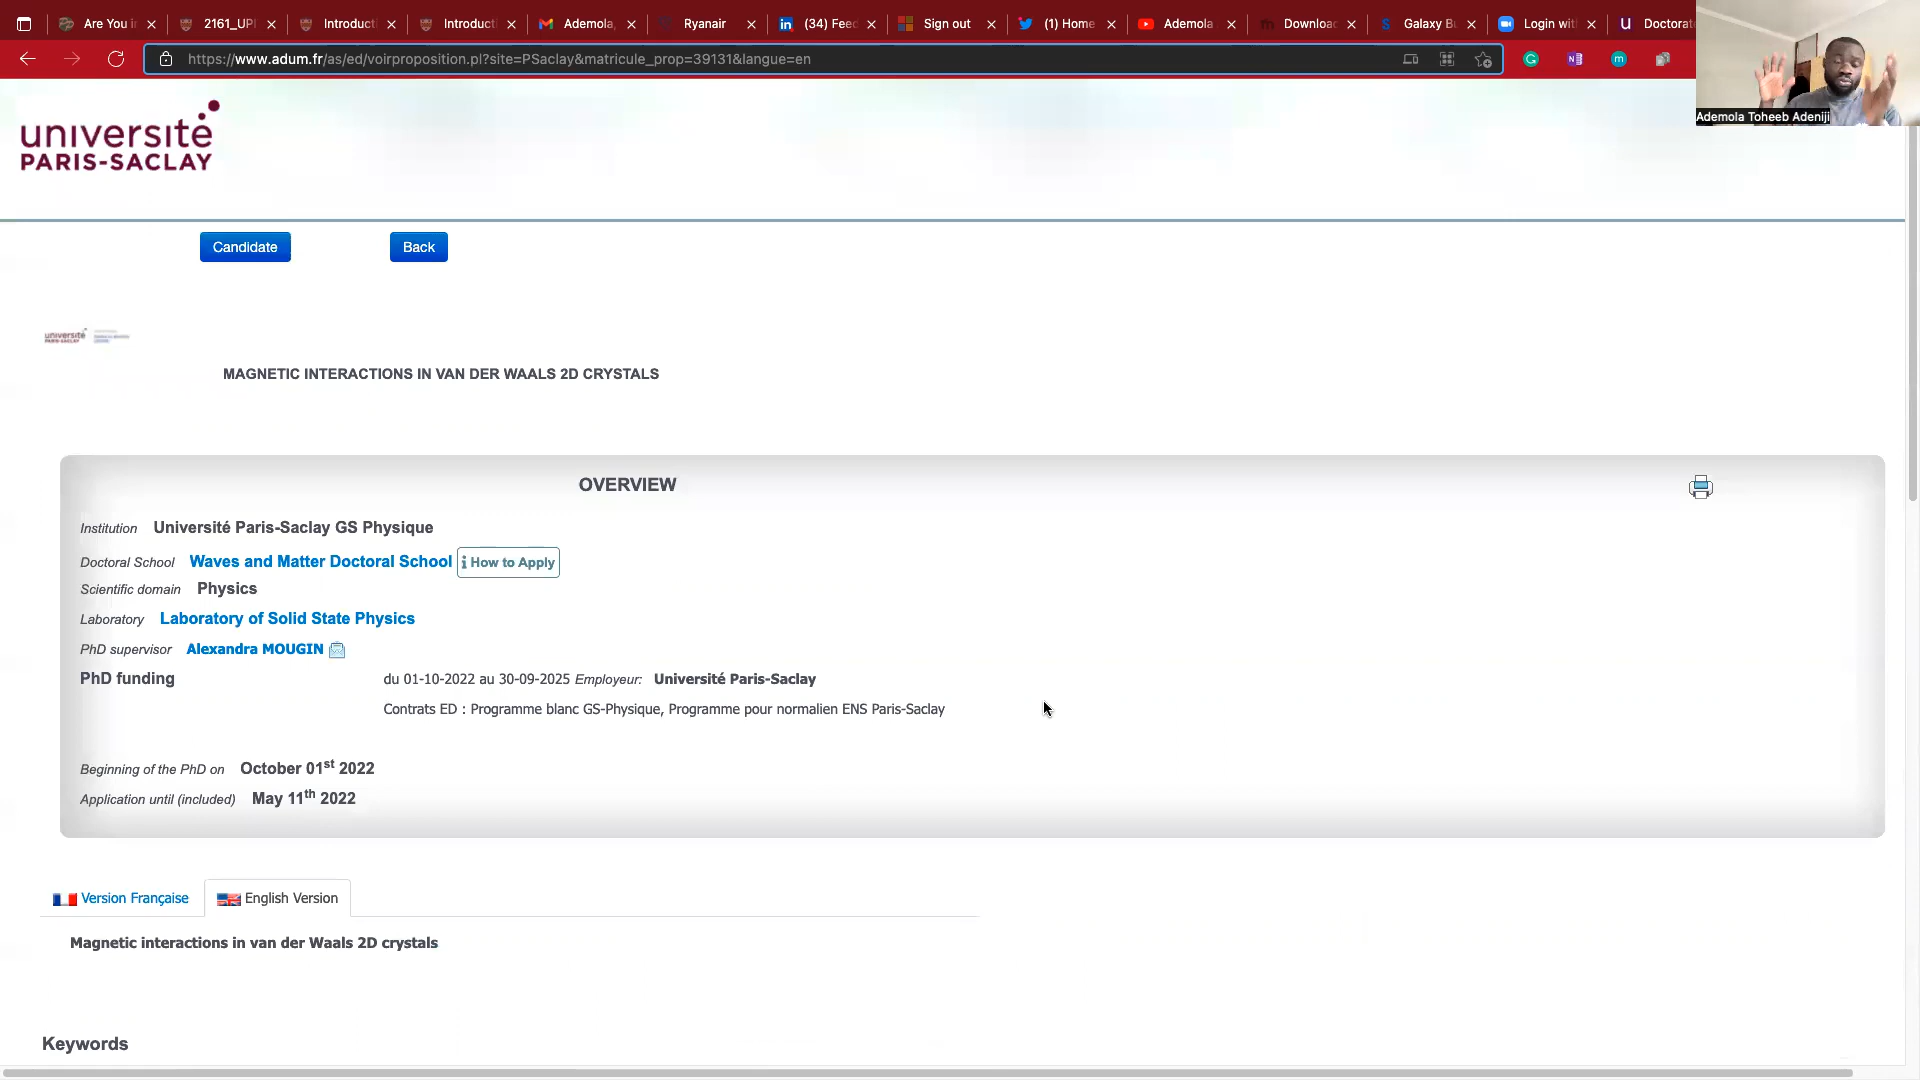 Are You i
2161_UPI
Introduct
Introduct
Ademola,
Ryanair
(34) Feed
Sign out
(1) Home
Ademola
Download
Galaxy Bu
Login wit
Doctorat
https://www.adum.fr/as/ed/voirproposition.pl?site=PSaclay&matricule_prop=39131&langue=en
Ademola Toheeb Adeniji
université
PARIS-SACLAY
Candidate
Back
université
PARIS-SACLAY
MAGNETIC INTERACTIONS IN VAN DER WAALS 2D CRYSTALS
OVERVIEW
Institution Université Paris-Saclay GS Physique
Doctoral School Waves and Matter Doctoral School i How to Apply
Scientific domain Physics
Laboratory Laboratory of Solid State Physics
PhD supervisor Alexandra MOUGIN
PhD funding du 01-10-2022 au 30-09-2025 Employeur: Université Paris-Saclay
Contrats ED : Programme blanc GS-Physique, Programme pour normalien ENS Paris-Saclay
Beginning of the PhD on October 01st 2022
Application until (included) May 11th 2022
Version Française
English Version
Magnetic interactions in van der Waals 2D crystals
Keywords